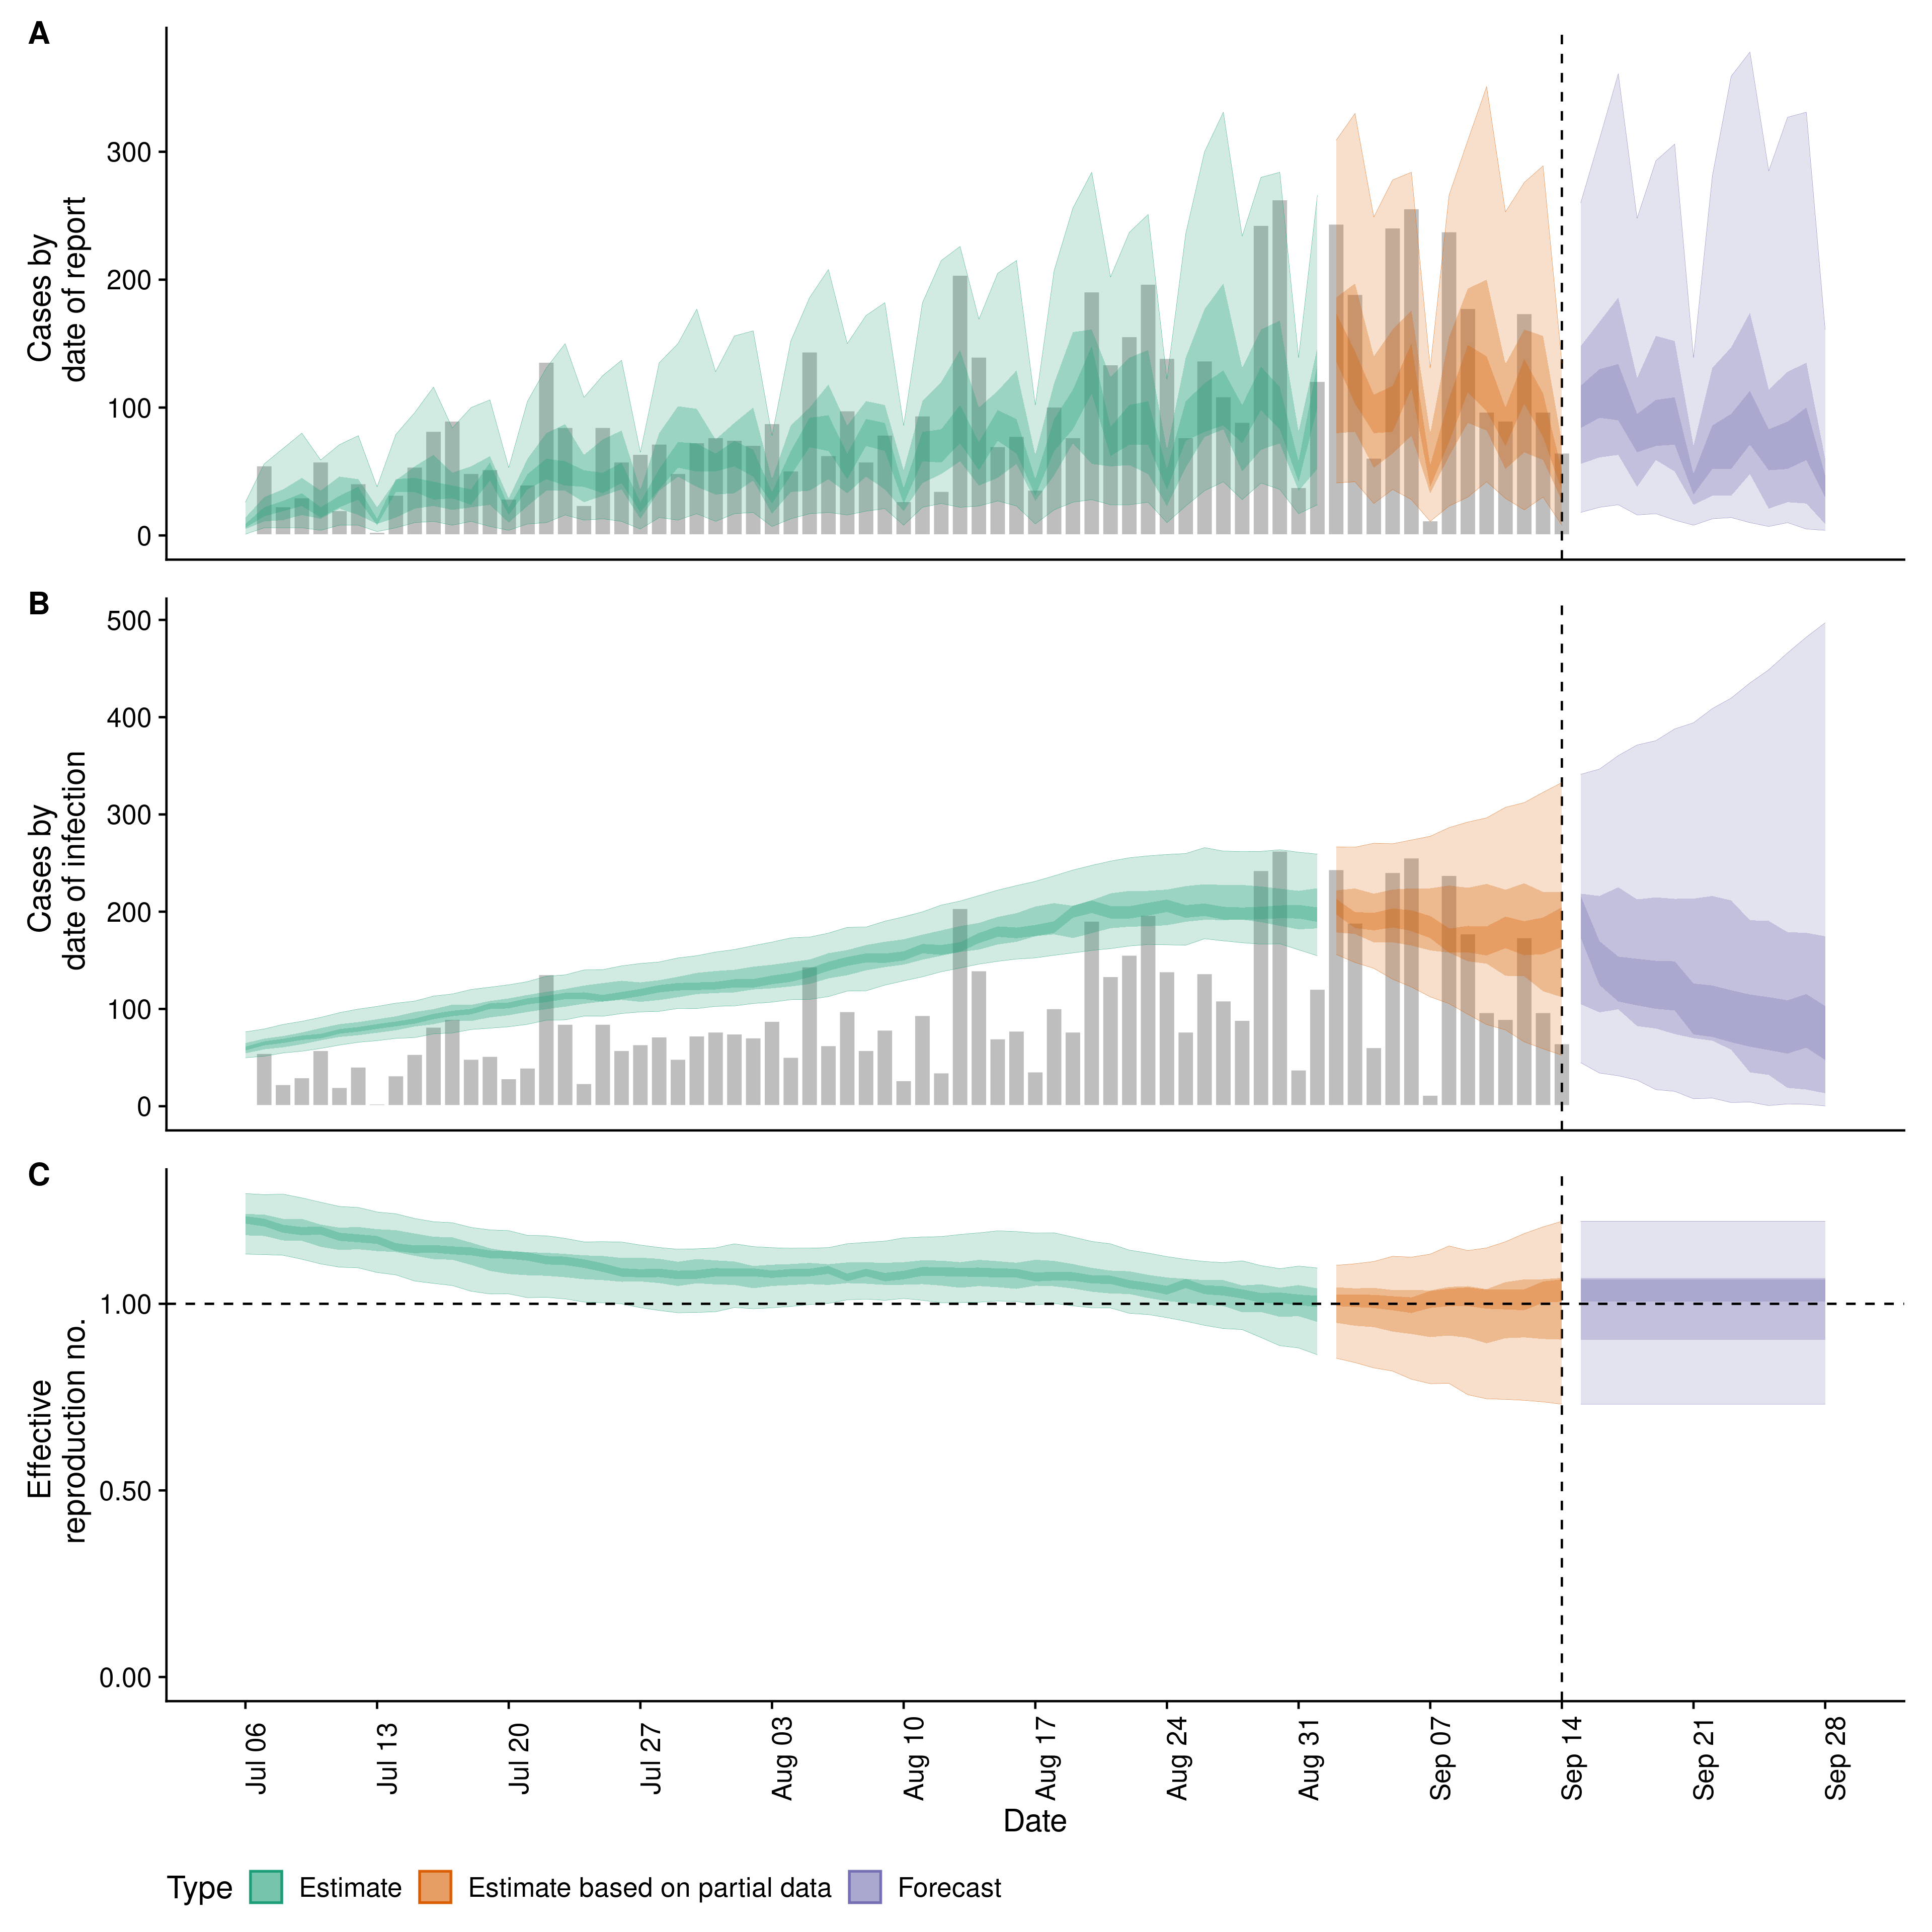 A
Cases by
date of report
300
200
100
0
B
Cases by
date of infection
500
400
300
200
100
0
C
Effective
reproduction no.
1.00
0.50
0.00
Jul 06
Jul 13
Jul 20
Jul 27
Aug 03
Aug 10
Aug 17
Aug 24
Aug 31
Sep 07
Sep 14
Sep 21
Sep 28
Date
Type Estimate Estimate based on partial data Forecast